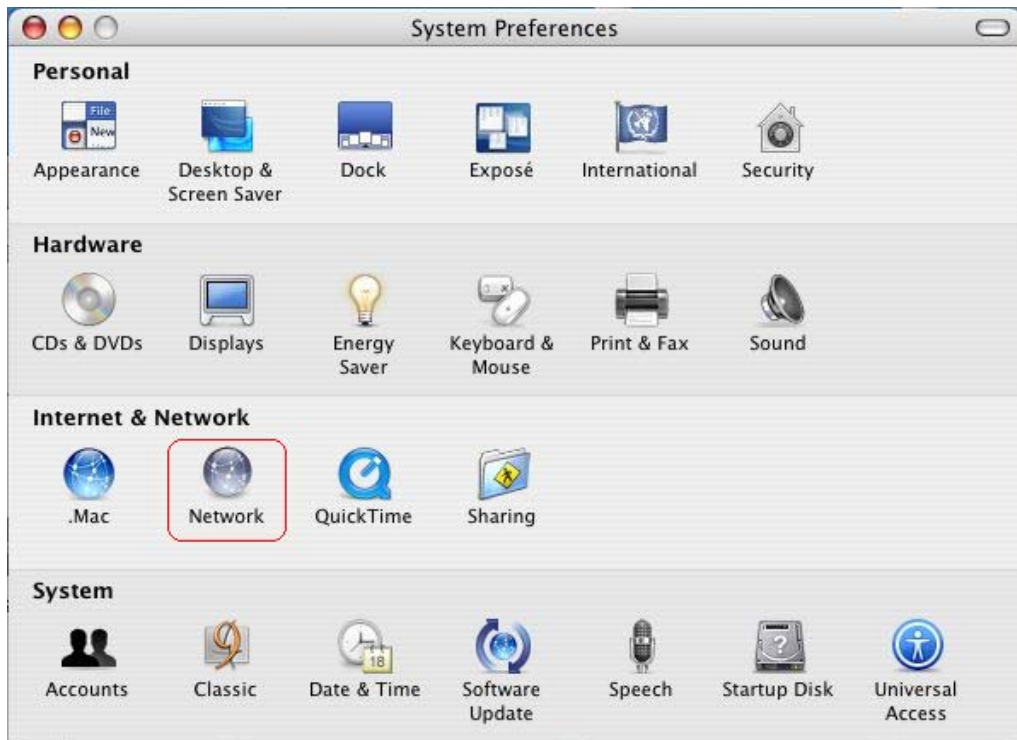 System Preferences
Personal
File
New
Appearance
Desktop &
Screen Saver
Dock
Exposé
International
Security
Hardware
CDs & DVDs
Displays
Energy
Saver
Keyboard &
Mouse
Print & Fax
Sound
Internet & Network
.Mac
Network
QuickTime
Sharing
System
9
18
?
Accounts
Classic
Date & Time
Software
Update
Speech
Startup Disk
Universal
Access